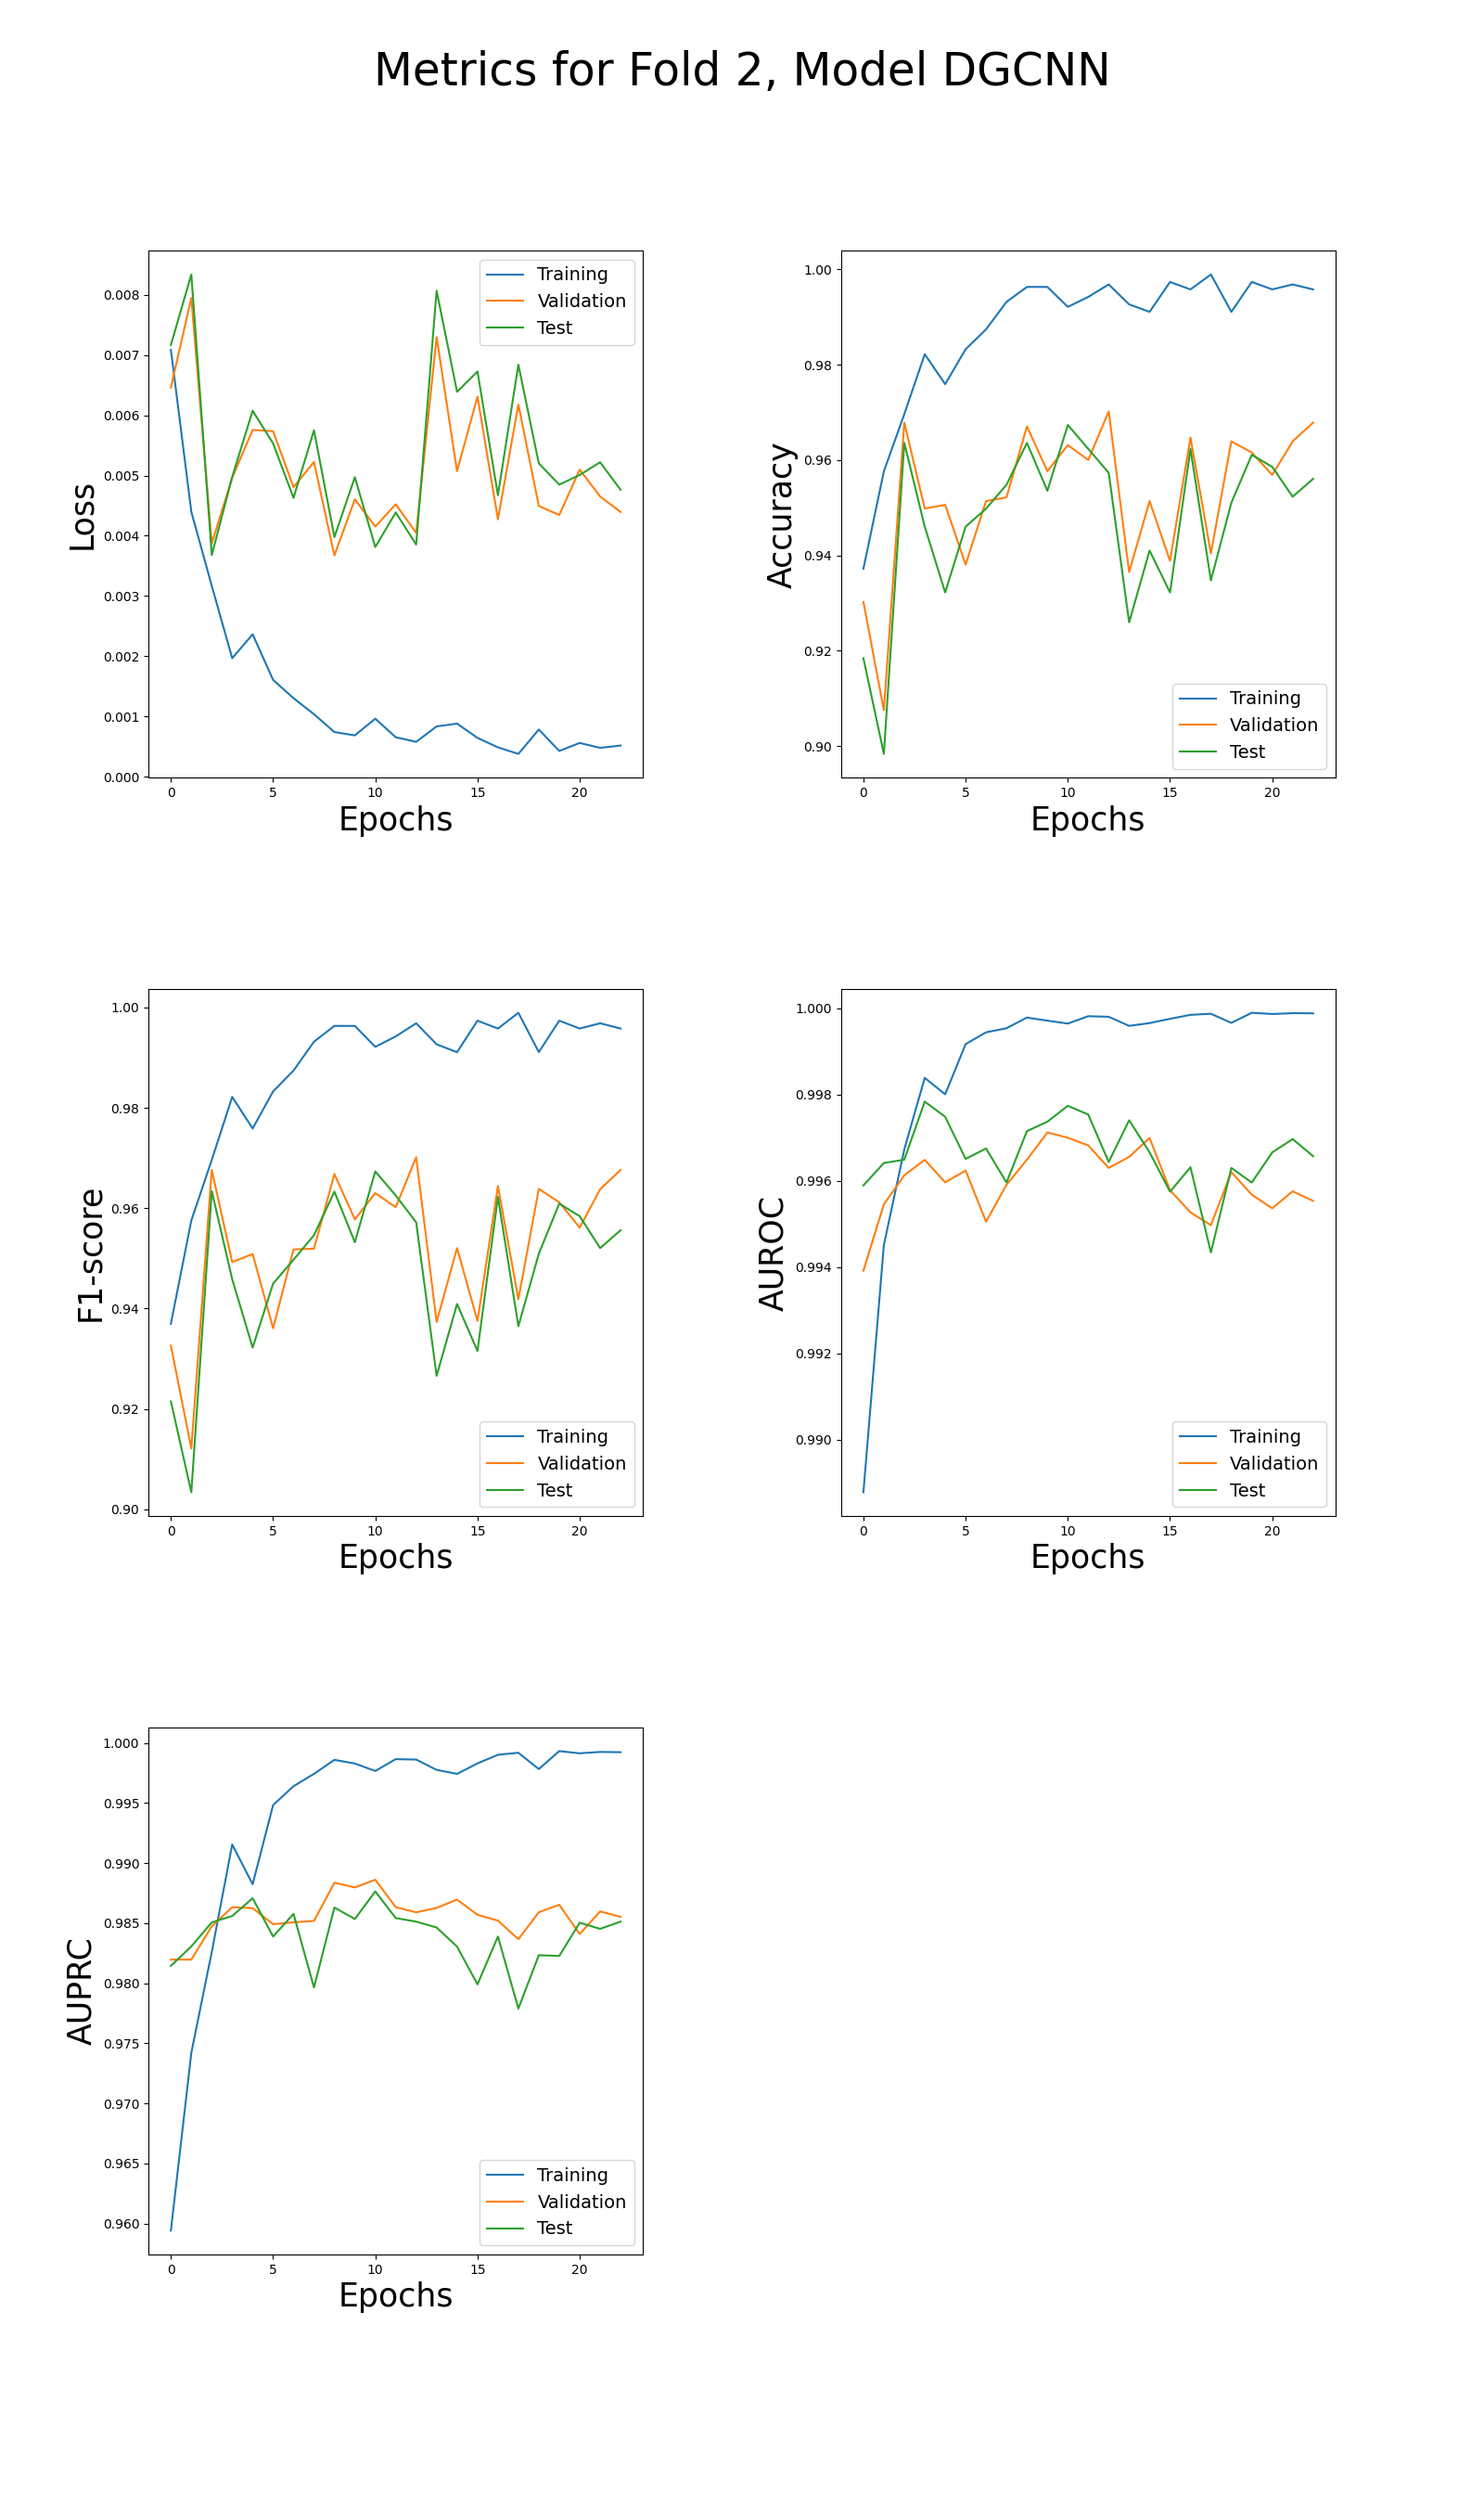 Metrics for Fold 2, Model DGCNN
Loss
0.008
0.007
0.006
0.005
0.004
0.003
0.002
0.001
0.000
0 5 10 15 20
Epochs
Training
Validation
Test
Accuracy
1.00
0.98
0.96
0.94
0.92
0.90
0 5 10 15 20
Epochs
Training
Validation
Test
F1-score
1.00
0.98
0.96
0.94
0.92
0.90
0 5 10 15 20
Epochs
Training
Validation
Test
AUROC
1.000
0.998
0.996
0.994
0.992
0.990
0 5 10 15 20
Epochs
Training
Validation
Test
AUPRC
1.000
0.995
0.990
0.985
0.980
0.975
0.970
0.965
0.960
0 5 10 15 20
Epochs
Training
Validation
Test